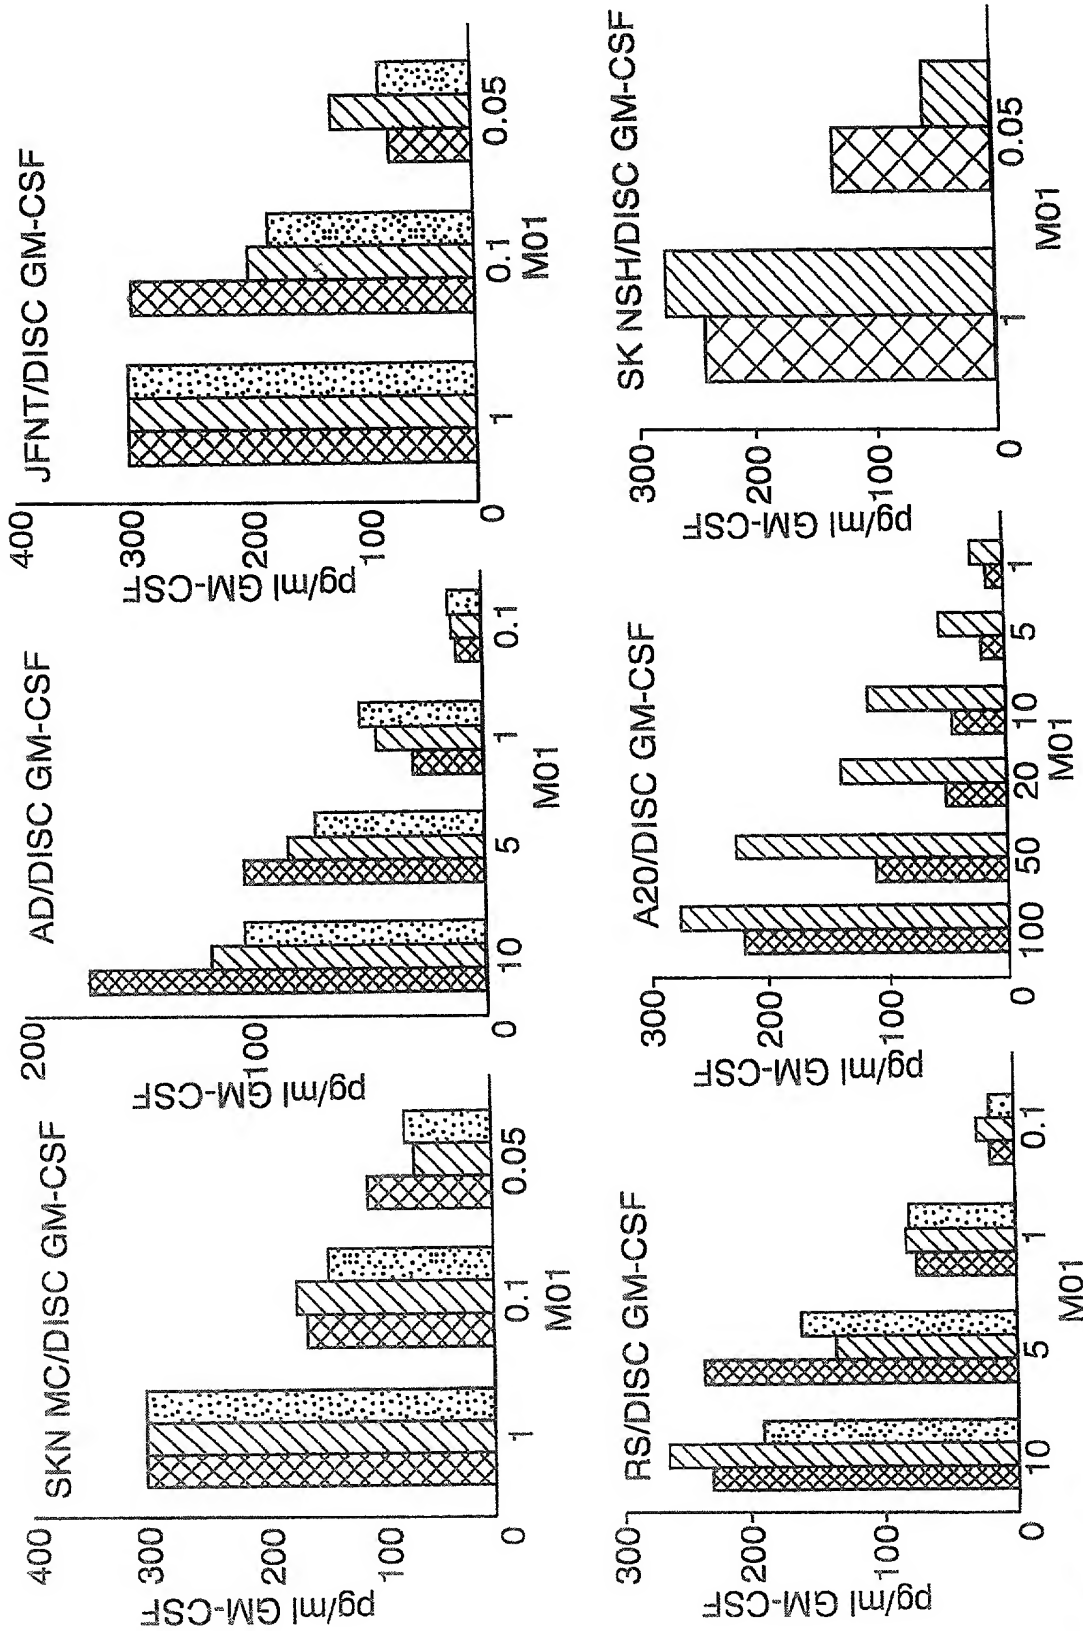 SKN MC/DISC GM-CSF
400
300
200
100
0
pg/ml GM-CSF
1
0.1
0.05
M01
AD/DISC GM-CSF
200
100
0
pg/ml GM-CSF
10
5
1
0.1
M01
JFNT/DISC GM-CSF
400
300
200
100
0
pg/ml GM-CSF
1
0.1
0.05
M01
RS/DISC GM-CSF
300
200
100
0
pg/ml GM-CSF
10
5
1
0.1
M01
A20/DISC GM-CSF
300
200
100
0
pg/ml GM-CSF
100
50
20
10
5
1
M01
SK NSH/DISC GM-CSF
300
200
100
0
pg/ml GM-CSF
1
0.05
M01